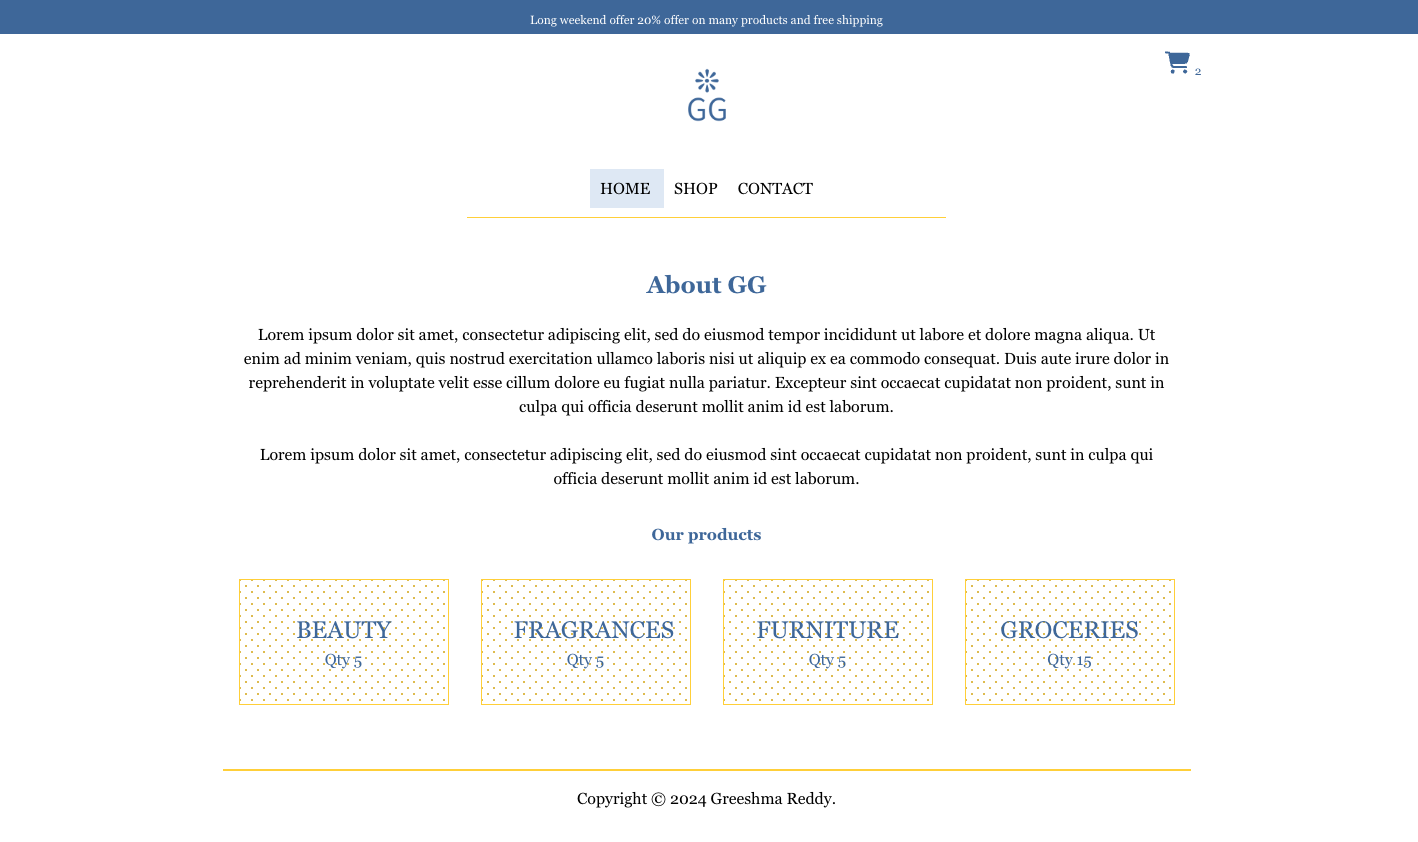 Long weekend offer 20% offer on many products and free shipping
2
GG
HOME SHOP CONTACT
About GG
Lorem ipsum dolor sit amet, consectetur adipiscing elit, sed do eiusmod tempor incididunt ut labore et dolore magna aliqua. Ut
enim ad minim veniam, quis nostrud exercitation ullamco laboris nisi ut aliquip ex ea commodo consequat. Duis aute irure dolor in
reprehenderit in voluptate velit esse cillum dolore eu fugiat nulla pariatur. Excepteur sint occaecat cupidatat non proident, sunt in
culpa qui officia deserunt mollit anim id est laborum.
Lorem ipsum dolor sit amet, consectetur adipiscing elit, sed do eiusmod sint occaecat cupidatat non proident, sunt in culpa qui
officia deserunt mollit anim id est laborum.
Our products
BEAUTY
Qty 5
FRAGRANCES
Qty 5
FURNITURE
Qty 5
GROCERIES
Qty 15
Copyright © 2024 Greeshma Reddy.